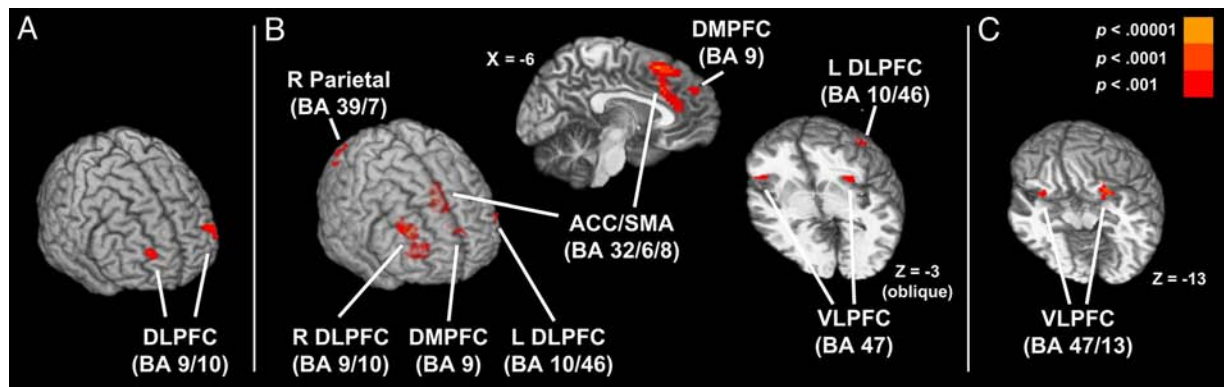 A
DLPFC
(BA 9/10)
B
R Parietal
(BA 39/7)
X = -6
DMPFC
(BA 9)
ACC/SMA
(BA 32/6/8)
R DLPFC
(BA 9/10)
DMPFC
(BA 9)
L DLPFC
(BA 10/46)
L DLPFC
(BA 10/46)
Z = -3
(oblique)
VLPFC
(BA 47)
C
p < .00001
p < .0001
p < .001
Z = -13
VLPFC
(BA 47/13)